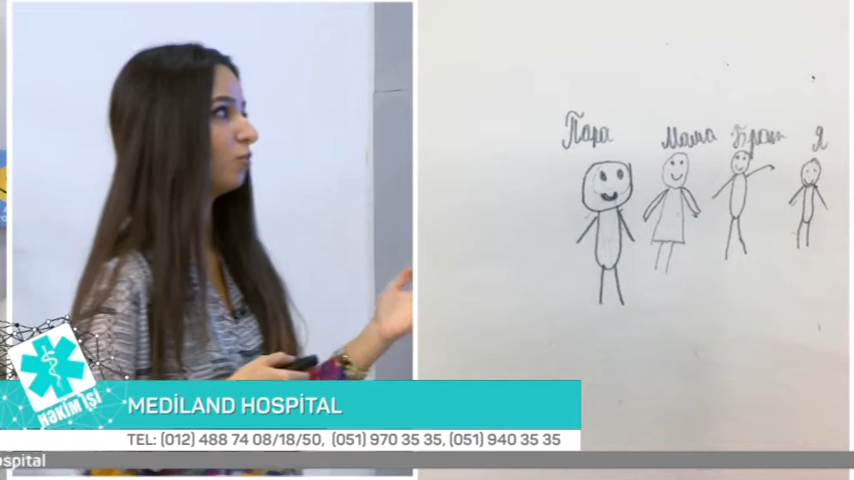 Папа Мама Брат Я
HƏKİM İŞİ
MEDİLAND HOSPİTAL
TEL: (012) 488 74 08/18/50, (051) 970 35 35, (051) 940 35 35
ospital